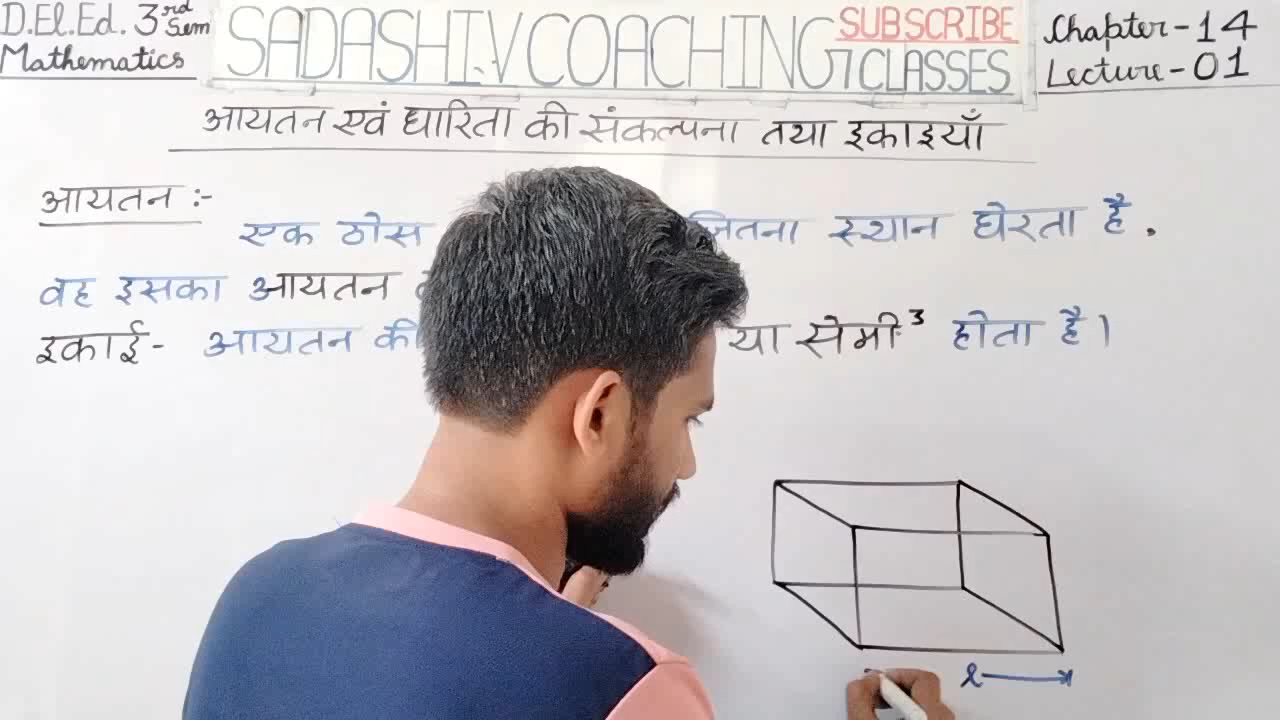 D.El.Ed. 3rd Sem
Mathematics
SADASHIV COACHING CLASSES
SUBSCRIBE
Chapter-14
Lecture-01
आयतन एवं धारिता की संकल्पना तथा इकाइयाँ
आयतन :-
एक ठोस जितना स्थान घेरता है .
वह इसका आयतन
इकाई- आयतन की या सेमी³ होता है।
l